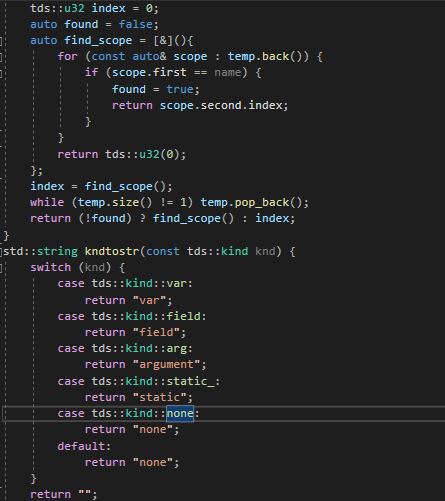 tds::u32 index = 0;
auto found = false;
auto find_scope = [&](){
for (const auto& scope : temp.back()) {
if (scope.first == name) {
found = true;
return scope.second.index;
}
}
return tds::u32(0);
};
index = find_scope();
while (temp.size() != 1) temp.pop_back();
return (!found) ? find_scope() : index;
}
std::string kndtostr(const tds::kind knd) {
switch (knd) {
case tds::kind::var:
return "var";
case tds::kind::field:
return "field";
case tds::kind::arg:
return "argument";
case tds::kind::static_:
return "static";
case tds::kind::none:
return "none";
default:
return "none";
}
return "";